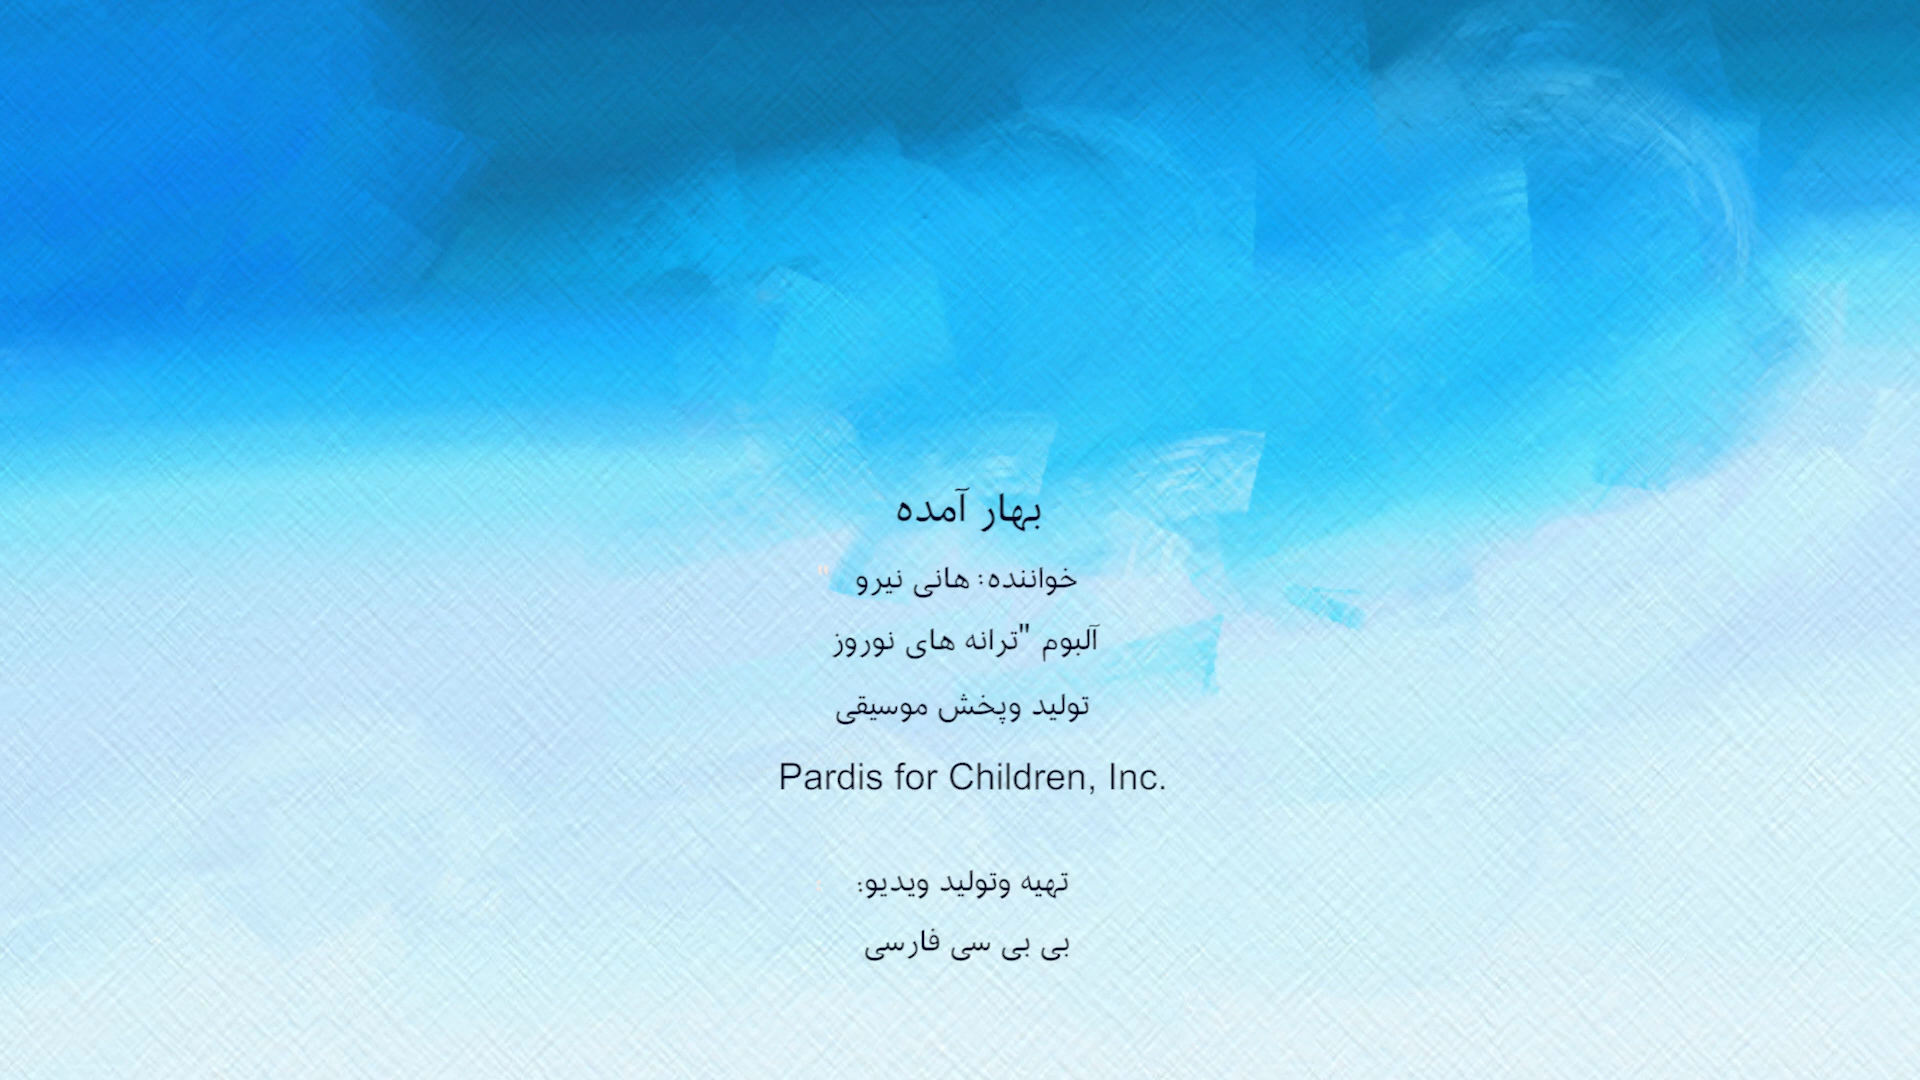 بهار آمده
خواننده: هانی نیرو
آلبوم "ترانه های نوروز
تولید وپخش موسیقی
Pardis for Children, Inc.
تهیه وتولید ویدیو:
بی بی سی فارسی